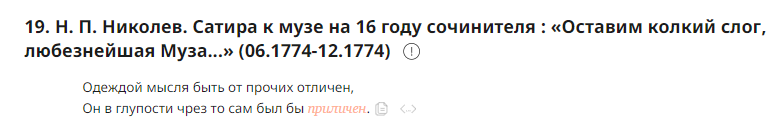 19. Н. П. Николев. Сатира к музе на 16 году сочинителя : «Оставим колкий слог,
любезнейшая Муза...» (06.1774-12.1774)
Одеждой мысля быть от прочих отличен,
Он в глупости чрез то сам был бы приличен. <...>